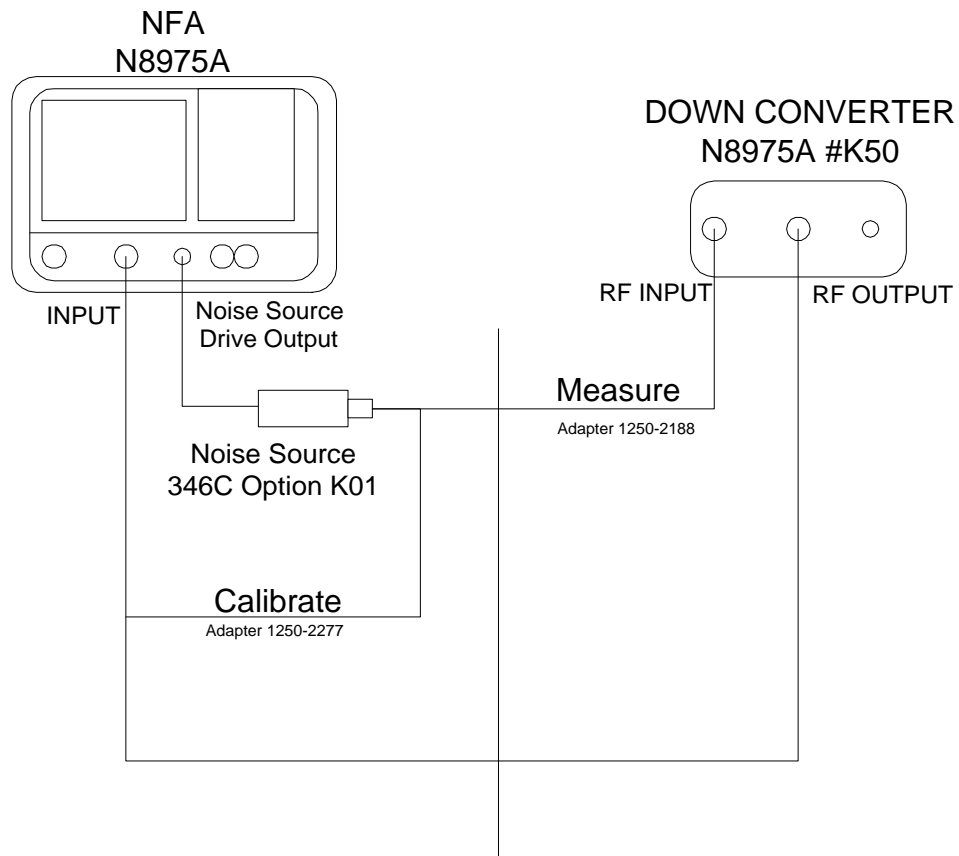 NFA
N8975A
DOWN CONVERTER
N8975A #K50
INPUT
Noise Source
Drive Output
RF INPUT
RF OUTPUT
Measure
Adapter 1250-2188
Noise Source
346C Option K01
Calibrate
Adapter 1250-2277